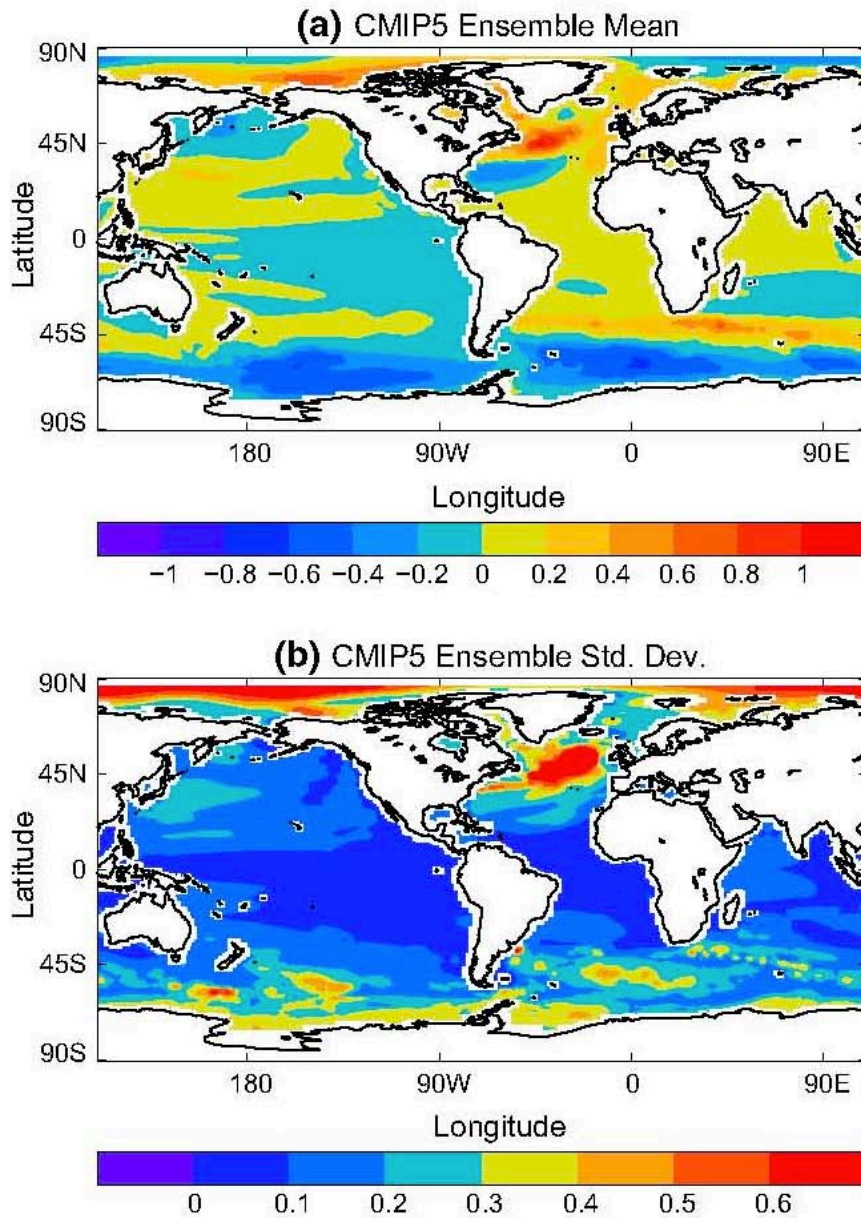 (a) CMIP5 Ensemble Mean
90N
45N
0
45S
90S
Latitude
180 90W 0 90E
Longitude
−1 −0.8 −0.6 −0.4 −0.2 0 0.2 0.4 0.6 0.8 1
(b) CMIP5 Ensemble Std. Dev.
90N
45N
0
45S
90S
Latitude
180 90W 0 90E
Longitude
0 0.1 0.2 0.3 0.4 0.5 0.6